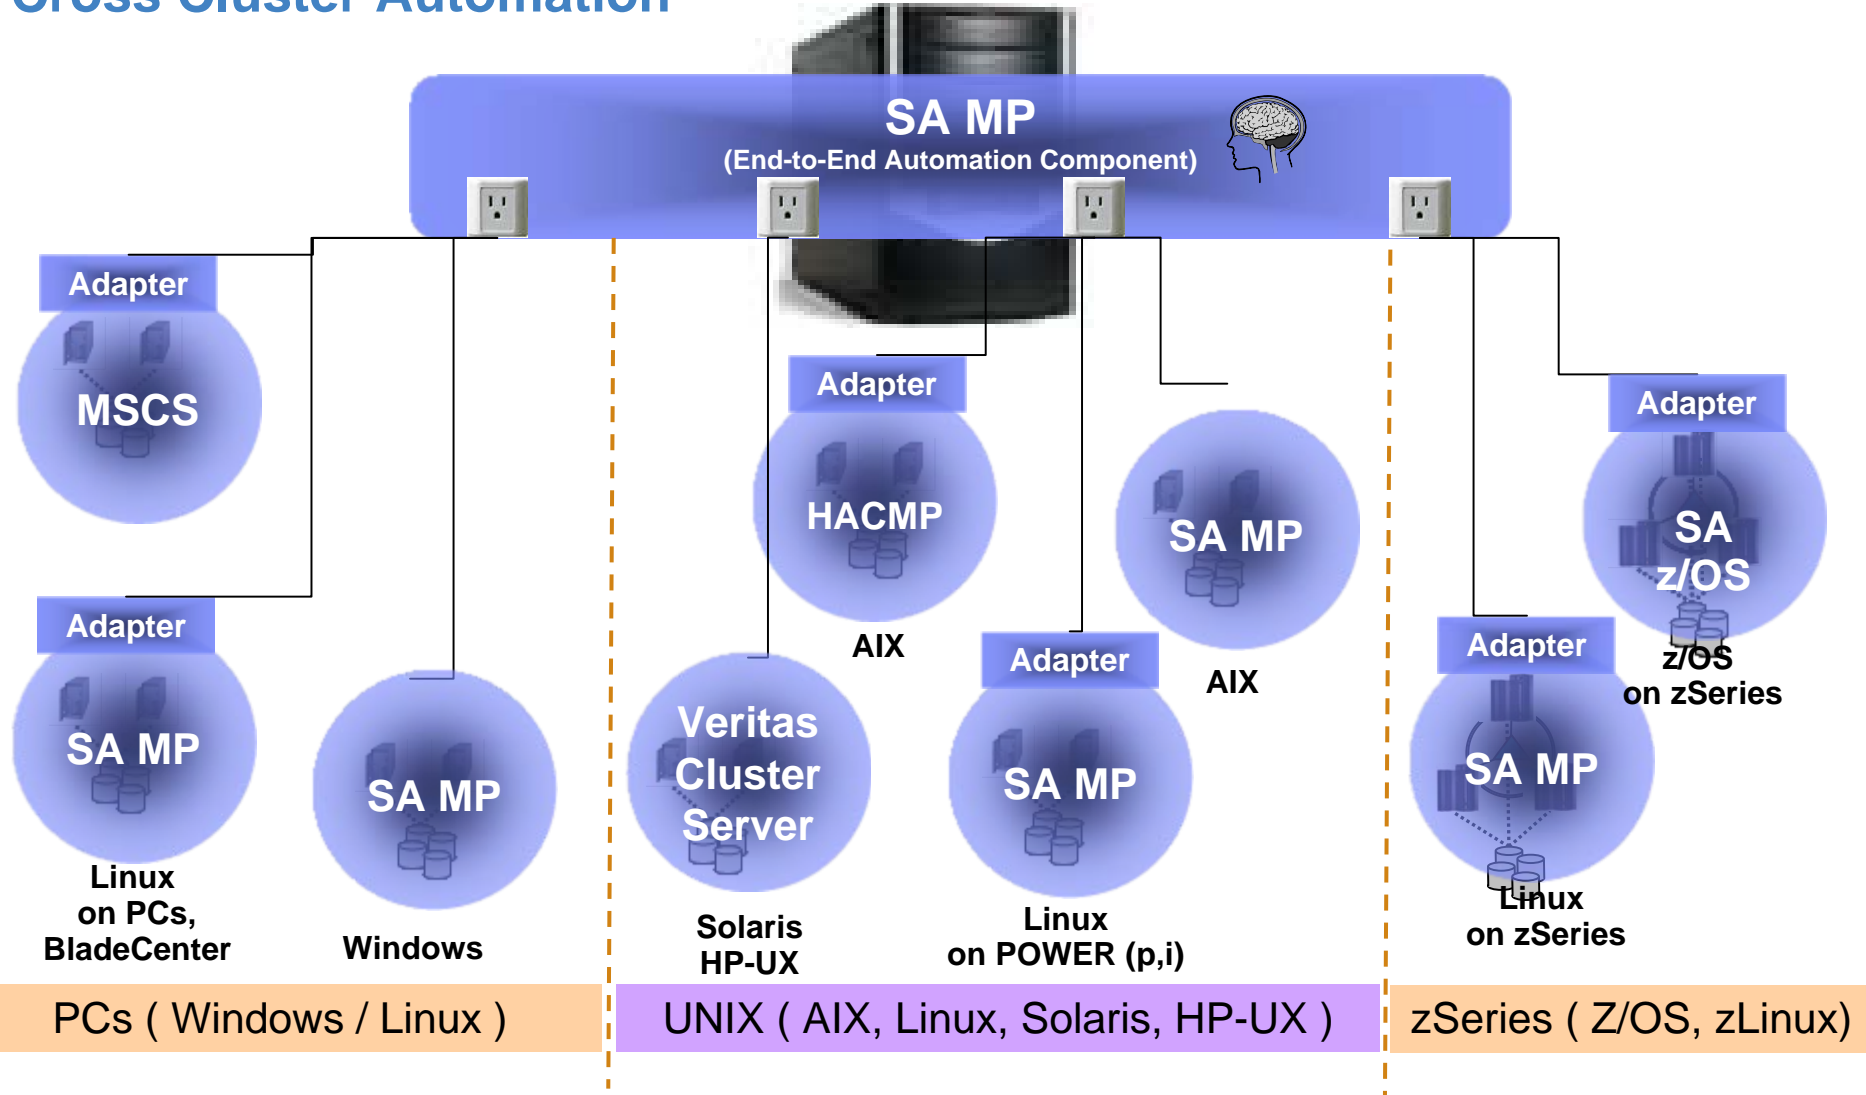 Cross Cluster Automation
SA MP
(End-to-End Automation Component)
Adapter
MSCS
Adapter
SA MP
Linux
on PCs,
BladeCenter
SA MP
Windows
Veritas
Cluster
Server
Solaris
HP-UX
Adapter
HACMP
AIX
Adapter
SA MP
Linux
on POWER (p,i)
SA MP
AIX
Adapter
SA MP
Linux
on zSeries
Adapter
SA
z/OS
z/OS
on zSeries
PCs ( Windows / Linux )
UNIX ( AIX, Linux, Solaris, HP-UX )
zSeries ( Z/OS, zLinux)